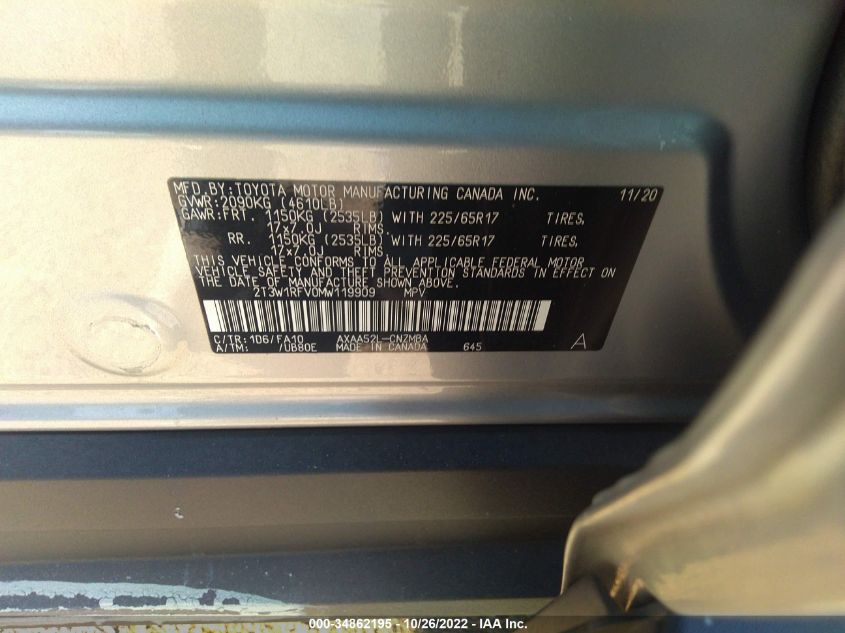 MFD.BY:TOYOTA MOTOR MANUFACTURING CANADA INC. 11/20
GVWR:2090KG (4610LB)
GAWR:FRT. 1150KG (2535LB) WITH 225/65R17 TIRES,
17x7.0J RIMS
RR. 1150KG (2535LB) WITH 225/65R17 TIRES,
17x7.0J RIMS
THIS VEHICLE CONFORMS TO ALL APPLICABLE FEDERAL MOTOR
VEHICLE SAFETY AND THEFT PREVENTION STANDARDS IN EFFECT
ON THE DATE OF MANUFACTURE SHOWN ABOVE.
2T3W1RFV0MW119909 MPV
C/TR:1D6/FA10 AXAA52L-CNZMBA
A/TM: /UB80E MADE IN CANADA 645 A
000-34862195 - 10/26/2022 - IAA Inc.